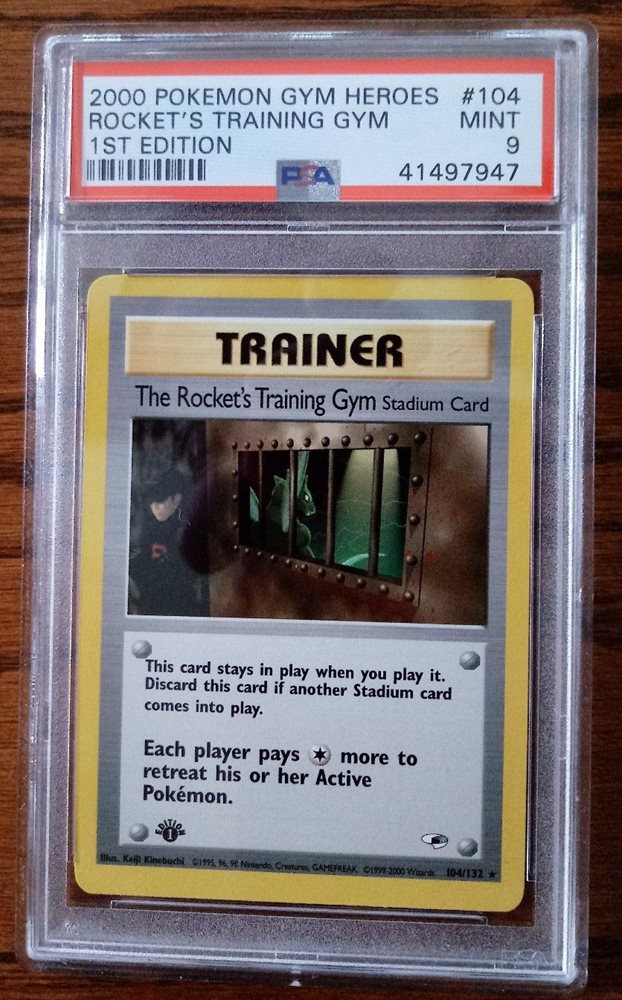 2000 POKEMON GYM HEROES #104
ROCKET'S TRAINING GYM MINT
1ST EDITION 9
PSA 41497947
TRAINER
The Rocket's Training Gym Stadium Card
R
This card stays in play when you play it.
Discard this card if another Stadium card
comes into play.
Each player pays more to
retreat his or her Active
Pokémon.
EDITION 1
Illus. Keiji Kinebuchi ©1995, 96, 98 Nintendo, Creatures, GAMEFREAK. ©1999-2000 Wizards. 104/132 ★
PSA